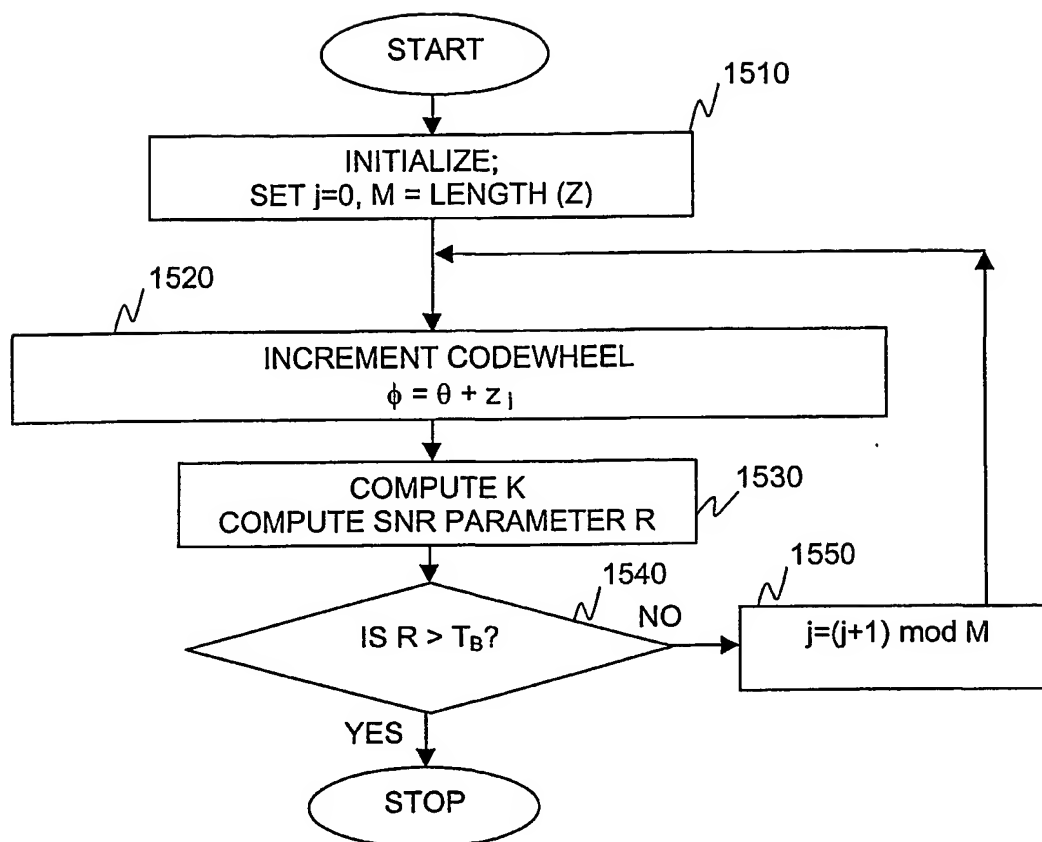 START
1510
INITIALIZE;
SET j=0, M = LENGTH (Z)
1520
INCREMENT CODEWHEEL
ϕ = θ + z j
COMPUTE K
COMPUTE SNR PARAMETER R
1530
1540
IS R > TB?
NO
1550
j=(j+1) mod M
YES
STOP